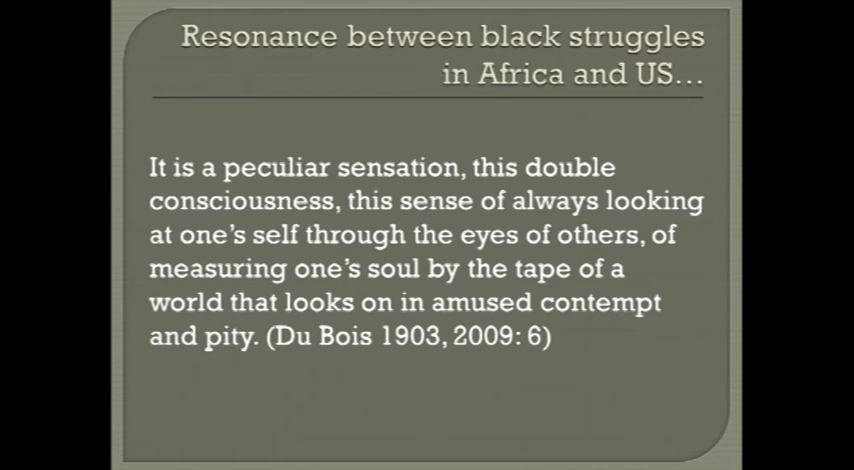 Resonance between black struggles
in Africa and US…
It is a peculiar sensation, this double
consciousness, this sense of always looking
at one's self through the eyes of others, of
measuring one's soul by the tape of a
world that looks on in amused contempt
and pity. (Du Bois 1903, 2009: 6)